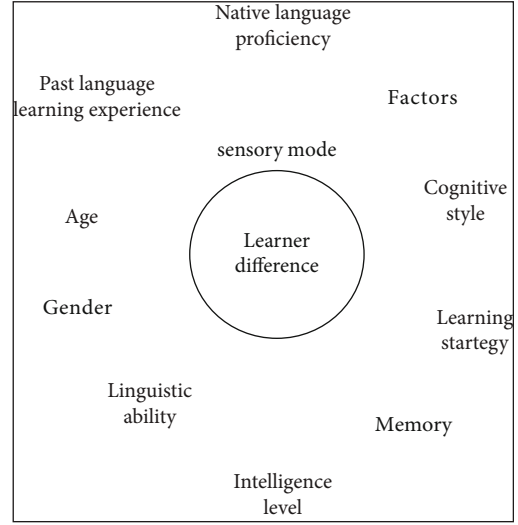 Native language
proficiency
Past language
learning experience
Factors
sensory mode
Cognitive
style
Age
Learner
difference
Gender
Learning
startegy
Linguistic
ability
Memory
Intelligence
level